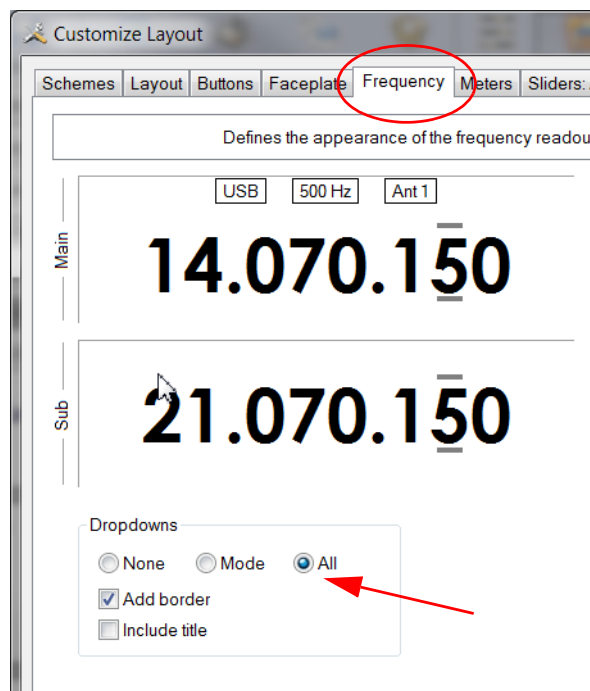 Customize Layout
Schemes Layout Buttons Faceplate Frequency Meters Sliders:
Defines the appearance of the frequency readou
USB 500 Hz Ant 1
Main
14.070.150
Sub
21.070.150
Dropdowns
None Mode All
Add border
Include title